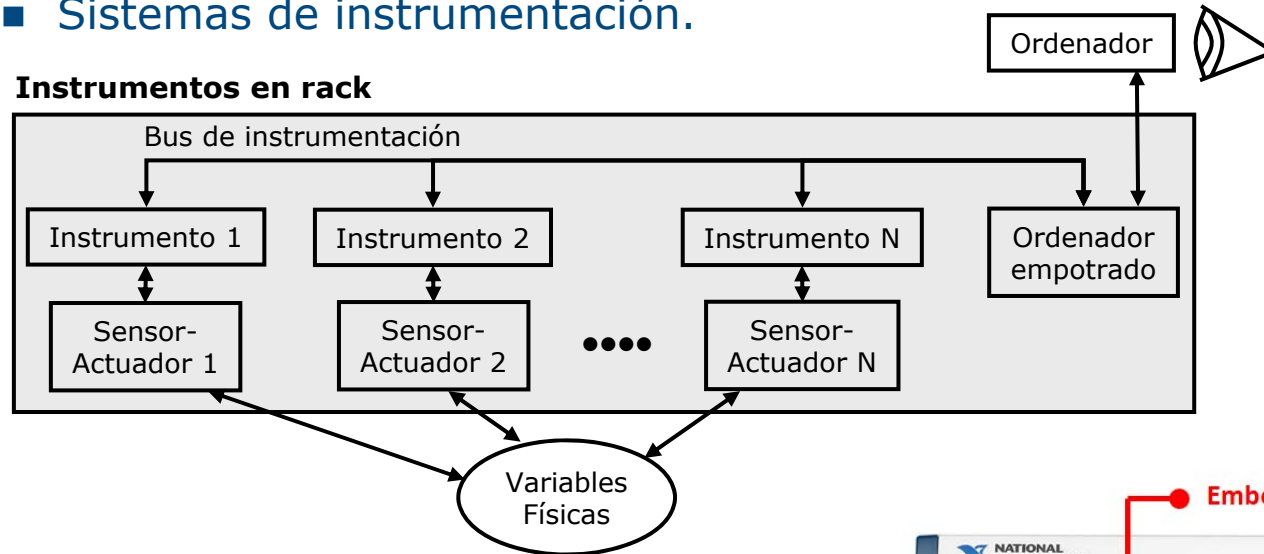 Sistemas de instrumentación.
Ordenador
Instrumentos en rack
Bus de instrumentación
Instrumento 1
Instrumento 2
Instrumento N
Ordenador
empotrado
Sensor-
Actuador 1
Sensor-
Actuador 2
Sensor-
Actuador N
Variables
Físicas
NATIONAL